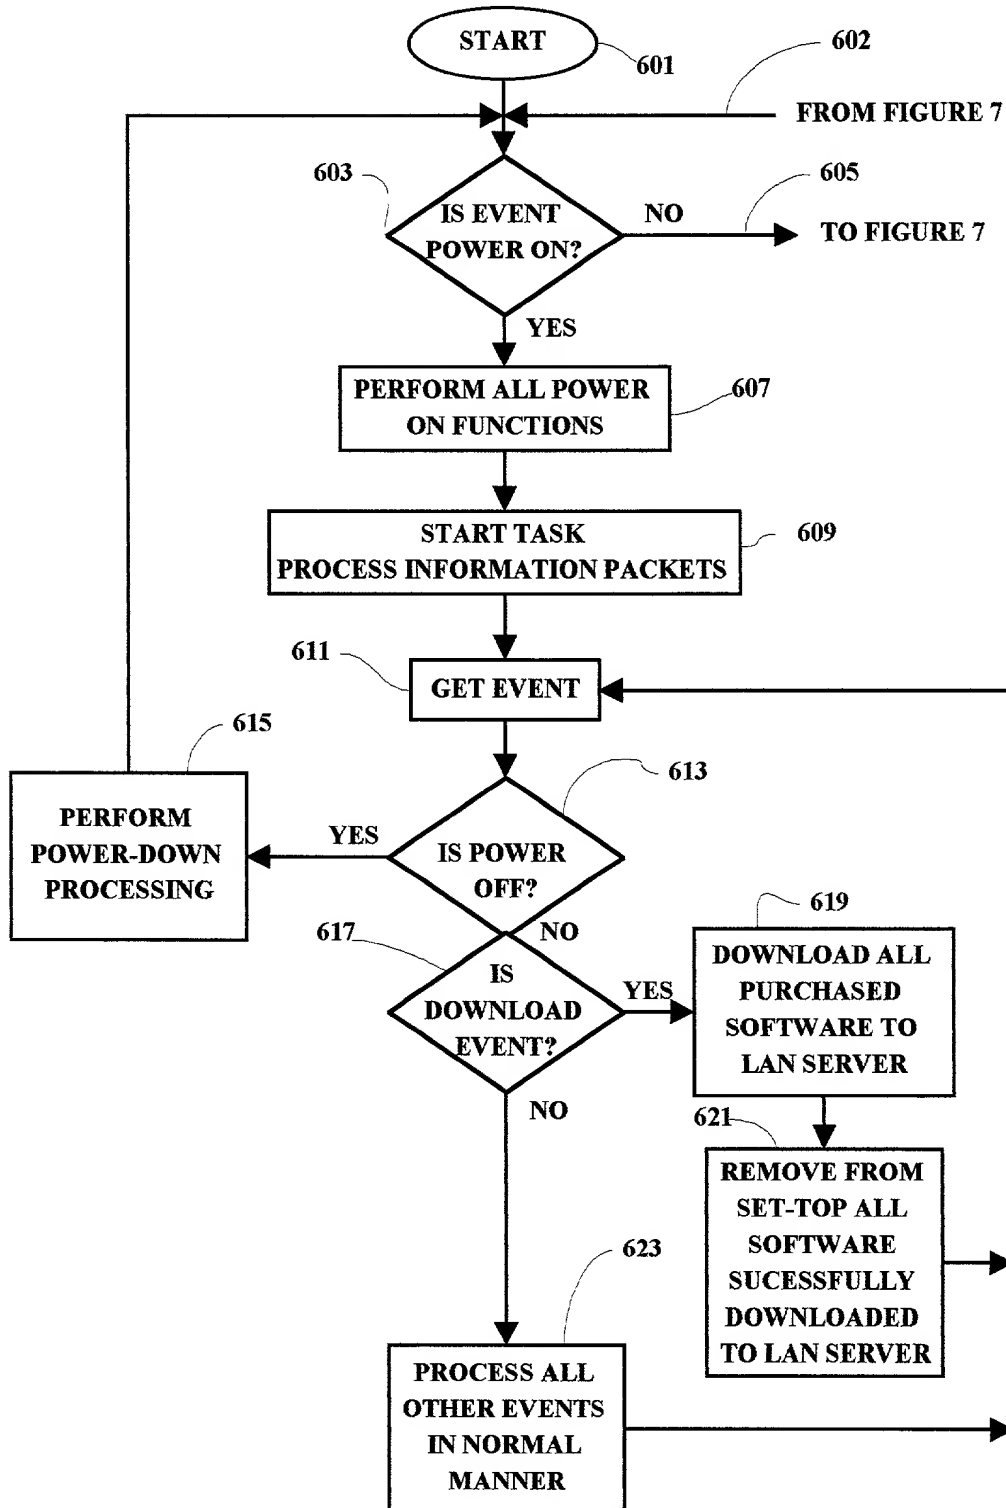 START
601
602
FROM FIGURE 7
603
IS EVENT
POWER ON?
NO
605
TO FIGURE 7
YES
PERFORM ALL POWER
ON FUNCTIONS
607
START TASK
PROCESS INFORMATION PACKETS
609
611
GET EVENT
615
613
PERFORM
POWER-DOWN
PROCESSING
YES
IS POWER
OFF?
NO
617
619
IS
DOWNLOAD
EVENT?
YES
DOWNLOAD ALL
PURCHASED
SOFTWARE TO
LAN SERVER
NO
621
REMOVE FROM
SET-TOP ALL
SOFTWARE
SUCESSFULLY
DOWNLOADED
TO LAN SERVER
623
PROCESS ALL
OTHER EVENTS
IN NORMAL
MANNER